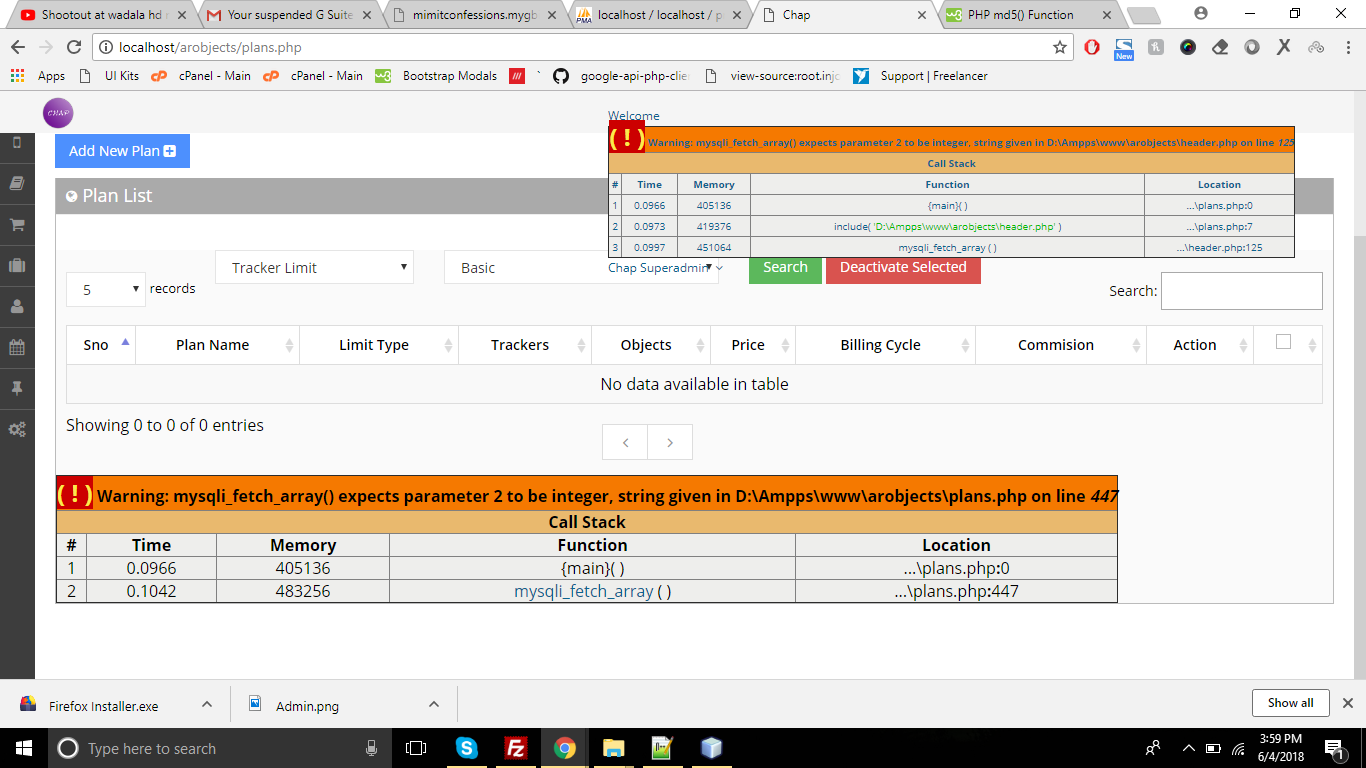 Shootout at wadala hd
Your suspended G Suite
mimitconfessions.mygb
PMA
localhost / localhost / p
Chap
w3
PHP md5() Function
localhost/arobjects/plans.php
New
Apps
UI Kits
cP
cPanel - Main
cP
cPanel - Main
w3
Bootstrap Modals
`
google-api-php-clie
view-source:root.injc
Support | Freelancer
CHAP
Welcome
Add New Plan
( ! ) Warning: mysqli_fetch_array() expects parameter 2 to be integer, string given in D:\Ampps\www\arobjects\header.php on line 125
Call Stack
# Time Memory Function Location
1 0.0966 405136 {main}( ) ...\plans.php:0
2 0.0973 419376 include( 'D:\Ampps\www\arobjects\header.php' ) ...\plans.php:7
3 0.0997 451064 mysqli_fetch_array ( ) ...\header.php:125
Plan List
Tracker Limit
Basic
Chap Superadmin
Search
Deactivate Selected
5 records
Search:
Sno Plan Name Limit Type Trackers Objects Price Billing Cycle Commision Action
No data available in table
Showing 0 to 0 of 0 entries
( ! ) Warning: mysqli_fetch_array() expects parameter 2 to be integer, string given in D:\Ampps\www\arobjects\plans.php on line 447
Call Stack
# Time Memory Function Location
1 0.0966 405136 {main}( ) ...\plans.php:0
2 0.1042 483256 mysqli_fetch_array ( ) ...\plans.php:447
Firefox Installer.exe
Admin.png
Show all
Type here to search
3:59 PM
6/4/2018
1